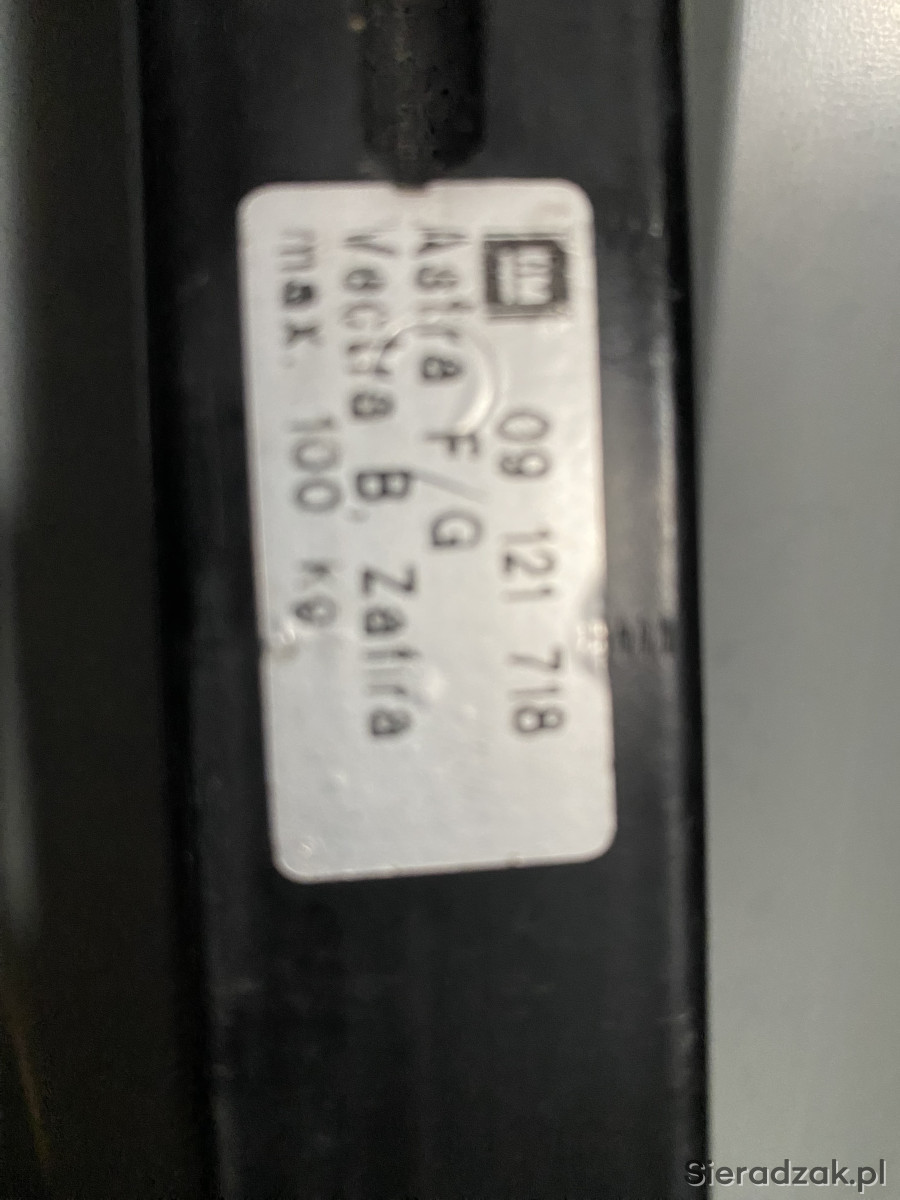 GM
09 121 718
Astra F/G
Vectra B, Zafira
max. 100 kg
Sieradzak.pl